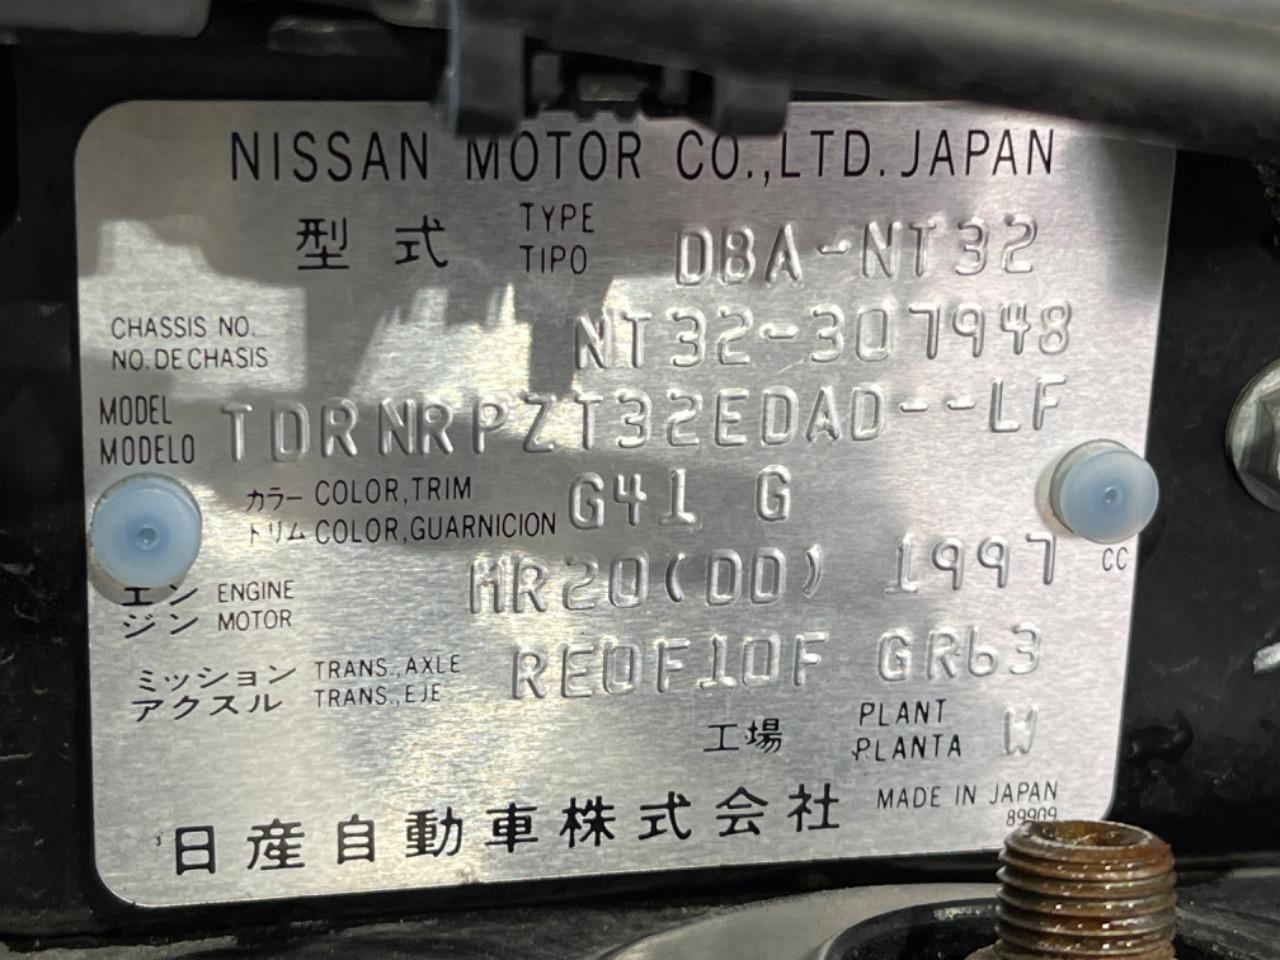 NISSAN MOTOR CO.,LTD. JAPAN
型式 TYPE DBA-NT32
TIPO
CHASSIS NO. NT32-307948
NO. DE CHASIS
MODEL TDRNRPZT32EDAD--LF
MODELO
カラー COLOR,TRIM G41 G
トリム COLOR,GUARNICION
エン ENGINE MR20(DD) 1997 CC
ジン MOTOR
ミッション TRANS.,AXLE RE0F10F GR63
アクスル TRANS.,EJE
工場 PLANT W
PLANTA
日産自動車株式会社 MADE IN JAPAN
89909